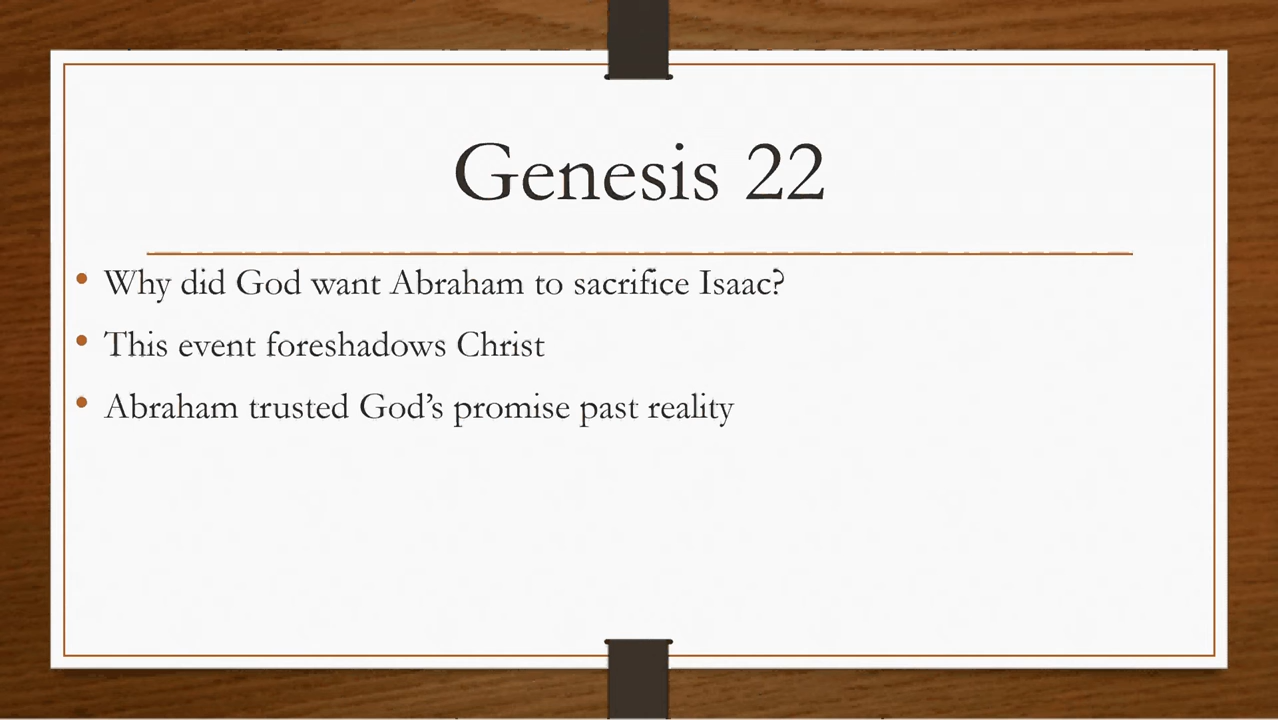 Genesis 22
• Why did God want Abraham to sacrifice Isaac?
• This event foreshadows Christ
• Abraham trusted God’s promise past reality